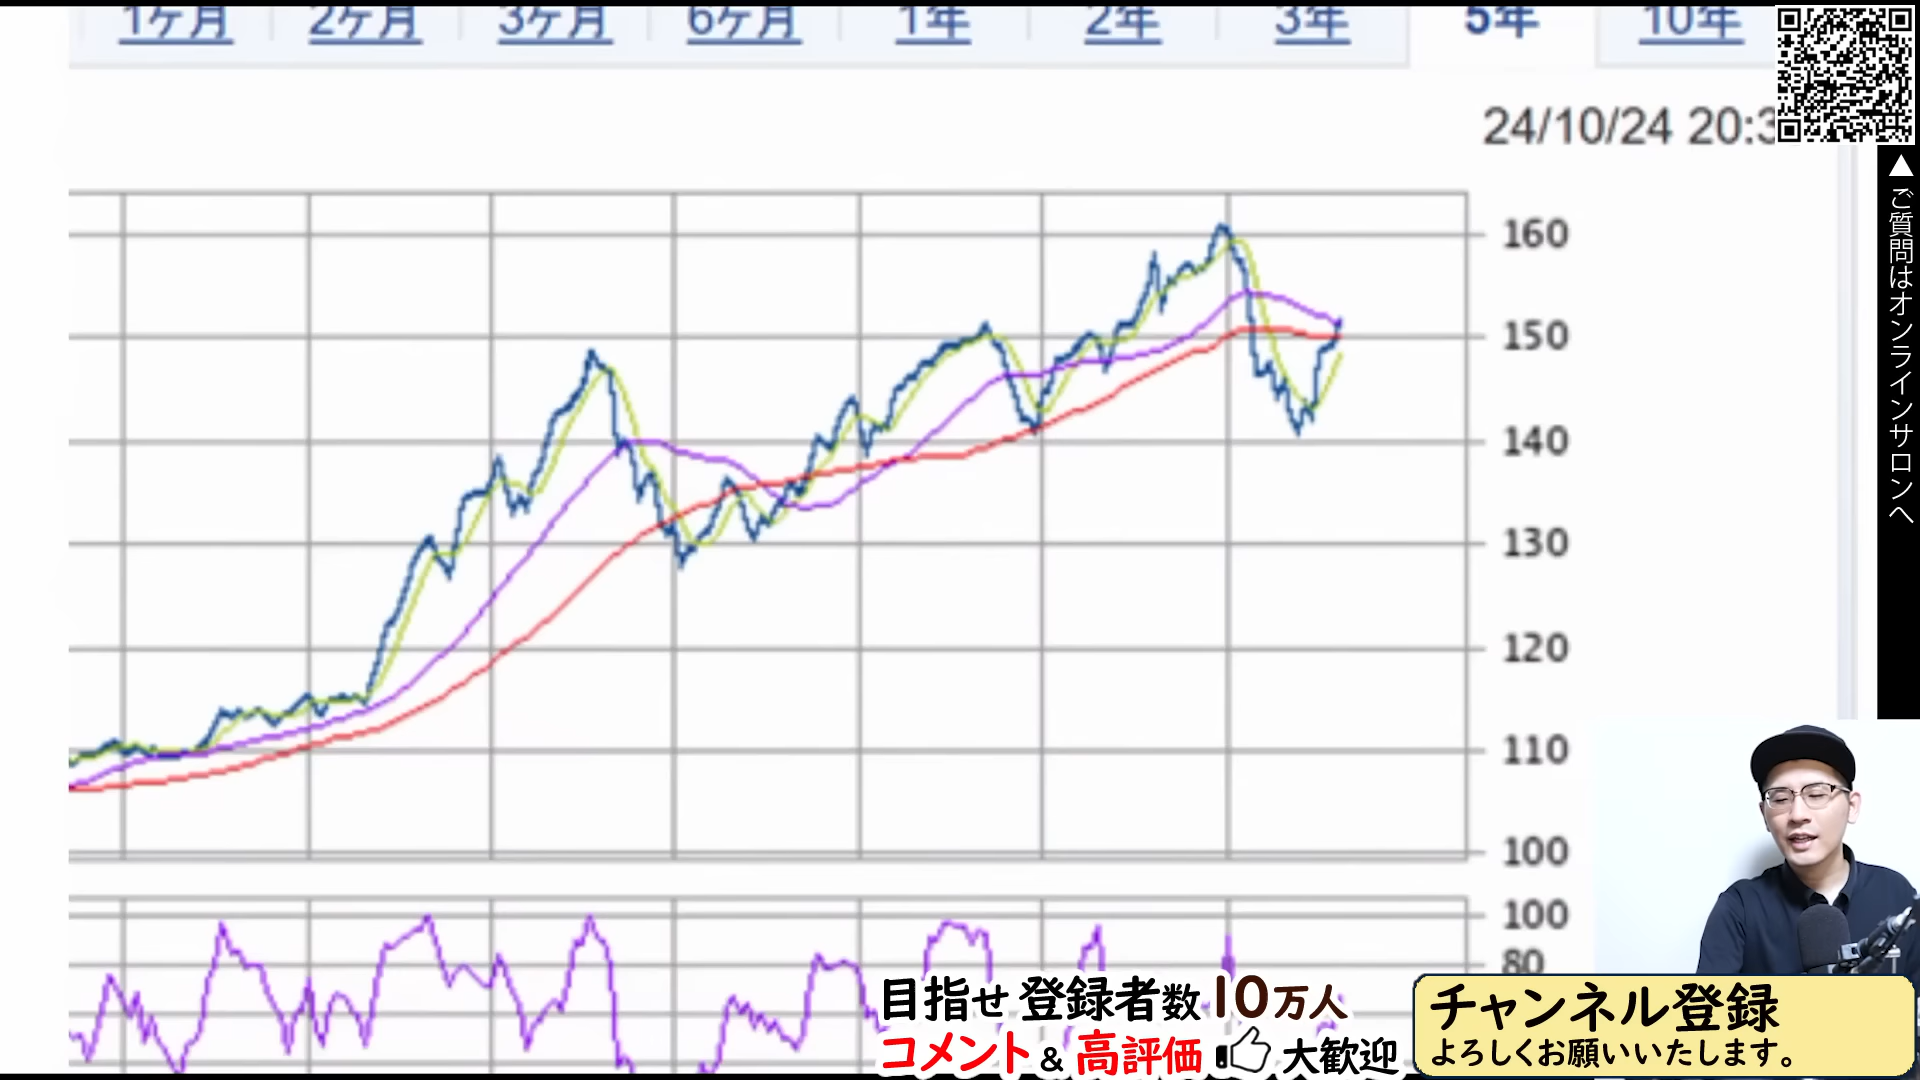 1ヶ月 2ヶ月 3ヶ月 6ヶ月 1年 2年 3年 5年 10年
24/10/24 20:3
160
150
140
130
120
110
100
100
80
▲ご質問はオンラインサロンへ
目指せ 登録者数 10万人
コメント & 高評価 大歓迎
チャンネル登録
よろしくお願いいたします。